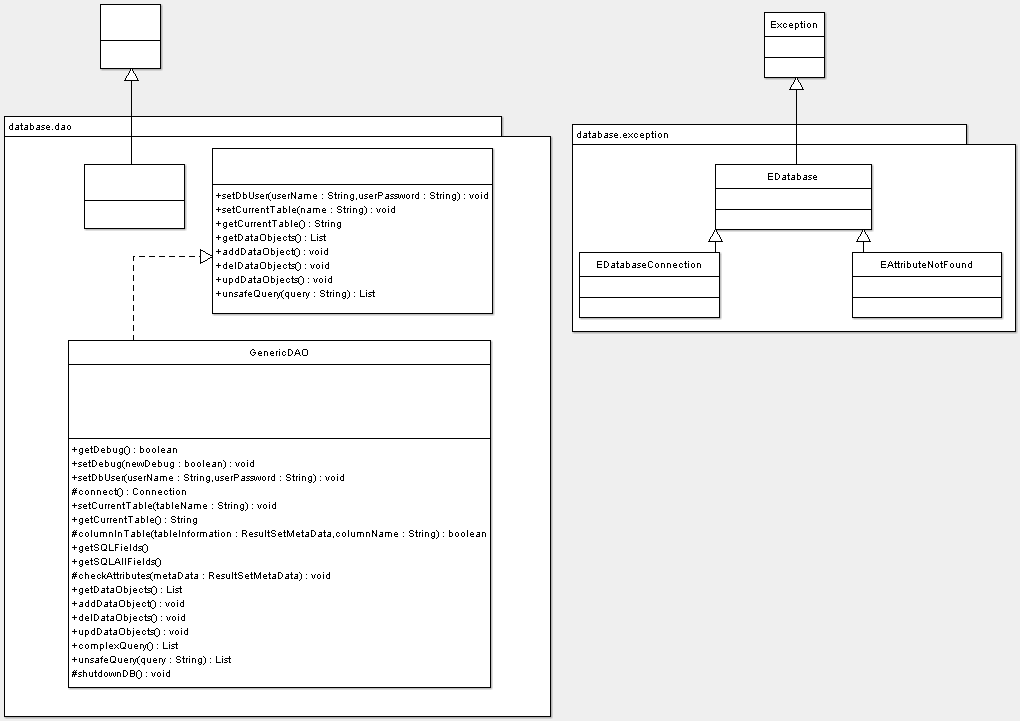 database.dao
+setDbUser(userName : String,userPassword : String) : void
+setCurrentTable(name : String) : void
+getCurrentTable() : String
+getDataObjects() : List
+addDataObject() : void
+delDataObjects() : void
+updDataObjects() : void
+unsafeQuery(query : String) : List
GenericDAO
+getDebug() : boolean
+setDebug(newDebug : boolean) : void
+setDbUser(userName : String,userPassword : String) : void
#connect() : Connection
+setCurrentTable(tableName : String) : void
+getCurrentTable() : String
#columnInTable(tableInformation : ResultSetMetaData,columnName : String) : boolean
+getSQLFields()
+getSQLAllFields()
#checkAttributes(metaData : ResultSetMetaData) : void
+getDataObjects() : List
+addDataObject() : void
+delDataObjects() : void
+updDataObjects() : void
+complexQuery() : List
+unsafeQuery(query : String) : List
#shutdownDB() : void
Exception
database.exception
EDatabase
EDatabaseConnection
EAttributeNotFound